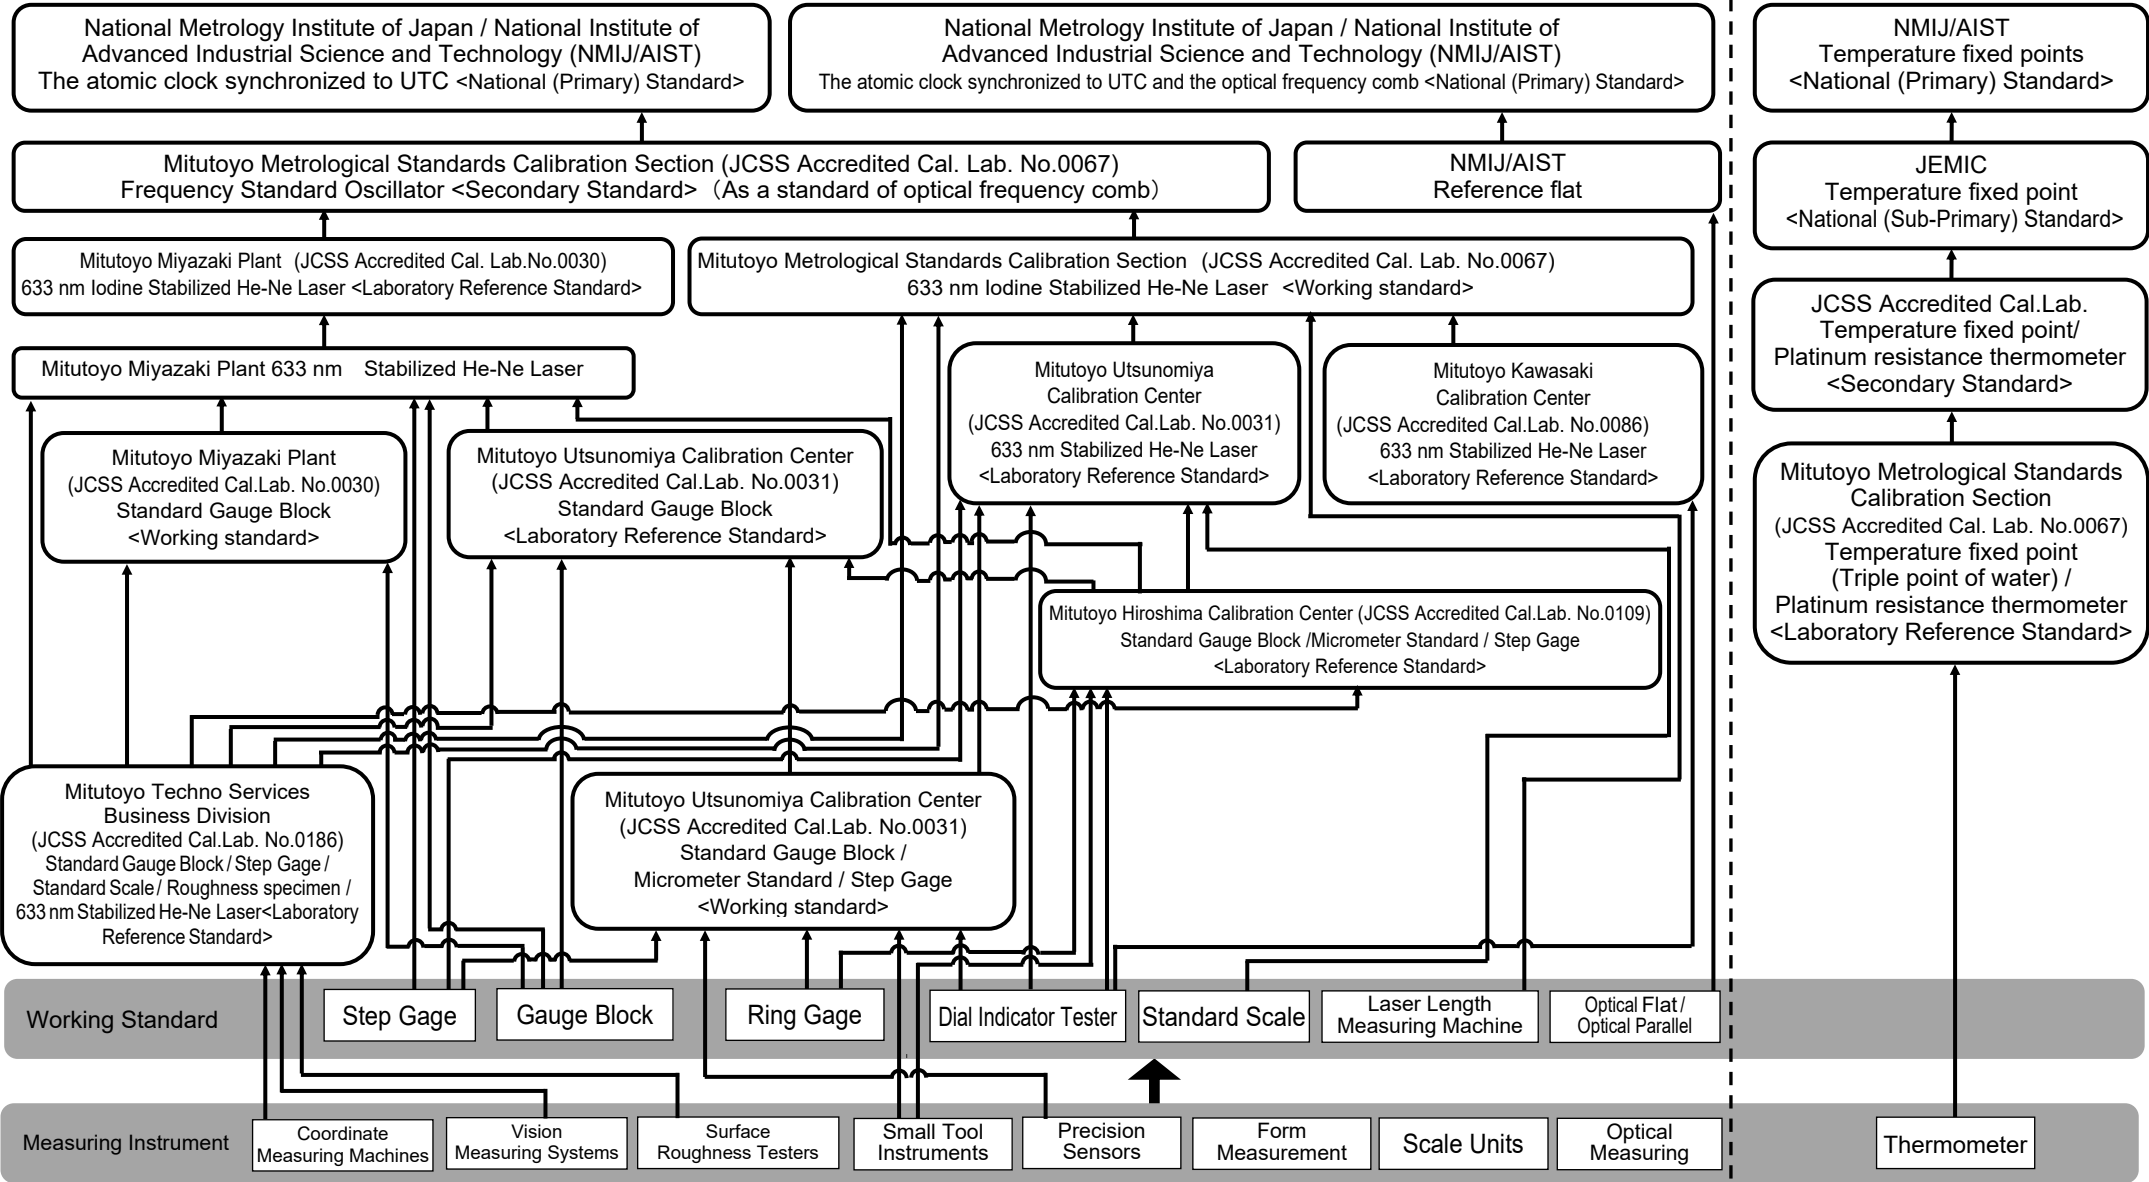 National Metrology Institute of Japan / National Institute of
Advanced Industrial Science and Technology (NMIJ/AIST)
The atomic clock synchronized to UTC <National (Primary) Standard>
National Metrology Institute of Japan / National Institute of
Advanced Industrial Science and Technology (NMIJ/AIST)
The atomic clock synchronized to UTC and the optical frequency comb <National (Primary) Standard>
NMIJ/AIST
Temperature fixed points
<National (Primary) Standard>
Mitutoyo Metrological Standards Calibration Section (JCSS Accredited Cal. Lab. No.0067)
Frequency Standard Oscillator <Secondary Standard>（As a standard of optical frequency comb）
NMIJ/AIST
Reference flat
JEMIC
Temperature fixed point
<National (Sub-Primary) Standard>
Mitutoyo Miyazaki Plant (JCSS Accredited Cal. Lab.No.0030)
633 nm Iodine Stabilized He-Ne Laser <Laboratory Reference Standard>
Mitutoyo Metrological Standards Calibration Section (JCSS Accredited Cal. Lab. No.0067)
633 nm Iodine Stabilized He-Ne Laser <Working standard>
JCSS Accredited Cal.Lab.
Temperature fixed point/
Platinum resistance thermometer
<Secondary Standard>
Mitutoyo Miyazaki Plant 633 nm Stabilized He-Ne Laser
Mitutoyo Utsunomiya
Calibration Center
(JCSS Accredited Cal.Lab. No.0031)
633 nm Stabilized He-Ne Laser
<Laboratory Reference Standard>
Mitutoyo Kawasaki
Calibration Center
(JCSS Accredited Cal.Lab. No.0086)
633 nm Stabilized He-Ne Laser
<Laboratory Reference Standard>
Mitutoyo Miyazaki Plant
(JCSS Accredited Cal.Lab. No.0030)
Standard Gauge Block
<Working standard>
Mitutoyo Utsunomiya Calibration Center
(JCSS Accredited Cal.Lab. No.0031)
Standard Gauge Block
<Laboratory Reference Standard>
Mitutoyo Metrological Standards
Calibration Section
(JCSS Accredited Cal. Lab. No.0067)
Temperature fixed point
(Triple point of water) /
Platinum resistance thermometer
<Laboratory Reference Standard>
Mitutoyo Hiroshima Calibration Center (JCSS Accredited Cal.Lab. No.0109)
Standard Gauge Block /Micrometer Standard / Step Gage
<Laboratory Reference Standard>
Mitutoyo Techno Services
Business Division
(JCSS Accredited Cal.Lab. No.0186)
Standard Gauge Block / Step Gage /
Standard Scale / Roughness specimen /
633 nm Stabilized He-Ne Laser<Laboratory
Reference Standard>
Mitutoyo Utsunomiya Calibration Center
(JCSS Accredited Cal.Lab. No.0031)
Standard Gauge Block /
Micrometer Standard / Step Gage
<Working standard>
Working Standard
Step Gage
Gauge Block
Ring Gage
Dial Indicator Tester
Standard Scale
Laser Length
Measuring Machine
Optical Flat /
Optical Parallel
Measuring Instrument
Coordinate
Measuring Machines
Vision
Measuring Systems
Surface
Roughness Testers
Small Tool
Instruments
Precision
Sensors
Form
Measurement
Scale Units
Optical
Measuring
Thermometer